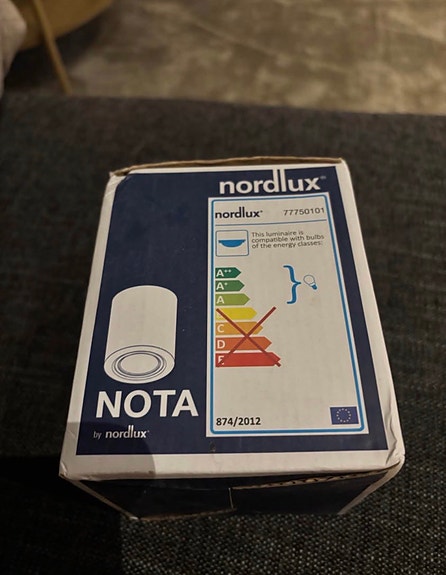 nordlux®
nordlux® 77750101
This luminaire is
compatible with bulbs
of the energy classes:
A++
A+
A
C
D
E
NOTA
by nordlux®
874/2012